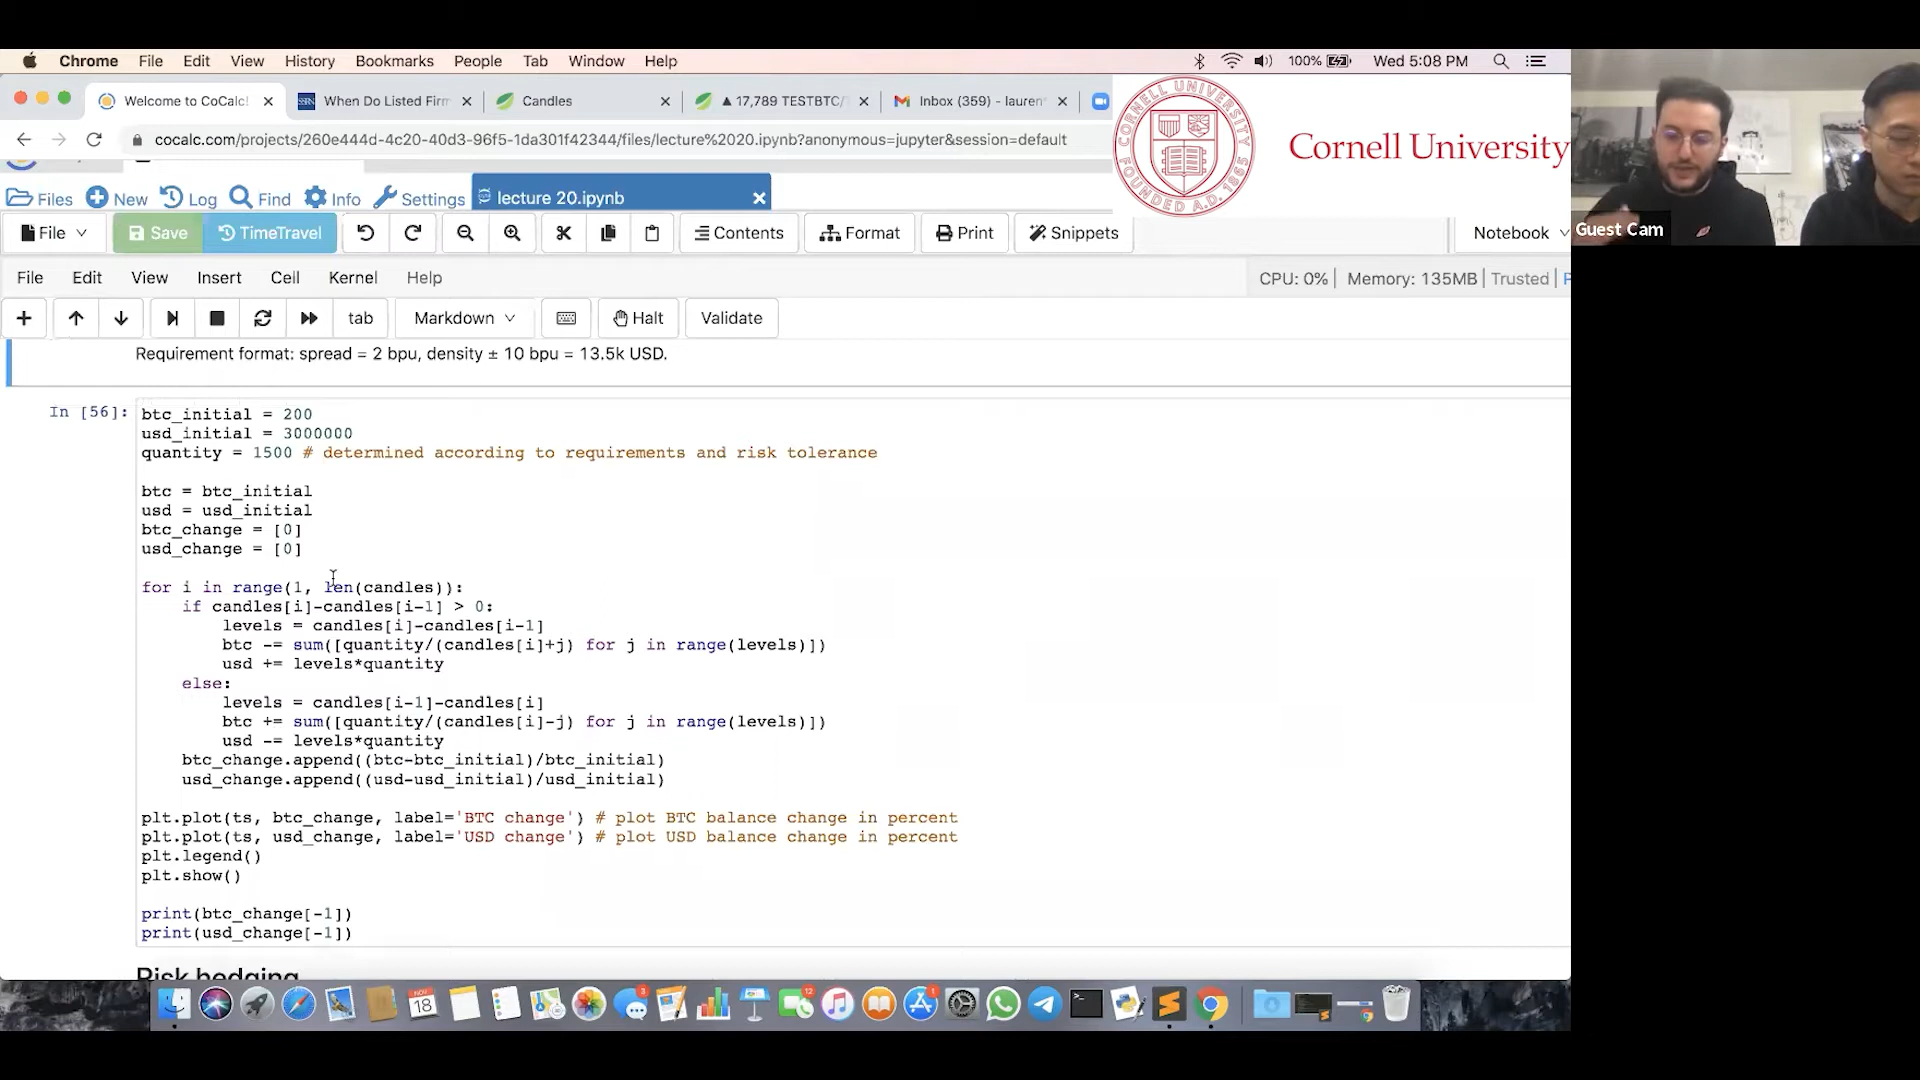 Chrome File Edit View History Bookmarks People Tab Window Help 100% Wed 5:08 PM
Welcome to CoCalc! When Do Listed Firm Candles ▲ 17,789 TESTBTC/ Inbox (359) - lauren
cocalc.com/projects/260e444d-4c20-40d3-96f5-1da301f42344/files/lecture%2020.ipynb?anonymous=jupyter&session=default
CORNELL UNIVERSITY FOUNDED A.D. 1865
Cornell University
Guest Cam
Files New Log Find Info Settings lecture 20.ipynb
File Save TimeTravel Contents Format Print Snippets Notebook
File Edit View Insert Cell Kernel Help CPU: 0% | Memory: 135MB | Trusted | P
tab Markdown Halt Validate
Requirement format: spread = 2 bpu, density ± 10 bpu = 13.5k USD.
In [56]:
btc_initial = 200
usd_initial = 3000000
quantity = 1500 # determined according to requirements and risk tolerance
btc = btc_initial
usd = usd_initial
btc_change = [0]
usd_change = [0]
for i in range(1, len(candles)):
    if candles[i]-candles[i-1] > 0:
        levels = candles[i]-candles[i-1]
        btc -= sum([quantity/(candles[i]+j) for j in range(levels)])
        usd += levels*quantity
    else:
        levels = candles[i-1]-candles[i]
        btc += sum([quantity/(candles[i]-j) for j in range(levels)])
        usd -= levels*quantity
    btc_change.append((btc-btc_initial)/btc_initial)
    usd_change.append((usd-usd_initial)/usd_initial)
plt.plot(ts, btc_change, label='BTC change') # plot BTC balance change in percent
plt.plot(ts, usd_change, label='USD change') # plot USD balance change in percent
plt.legend()
plt.show()
print(btc_change[-1])
print(usd_change[-1])
Risk hedging
NOV 18